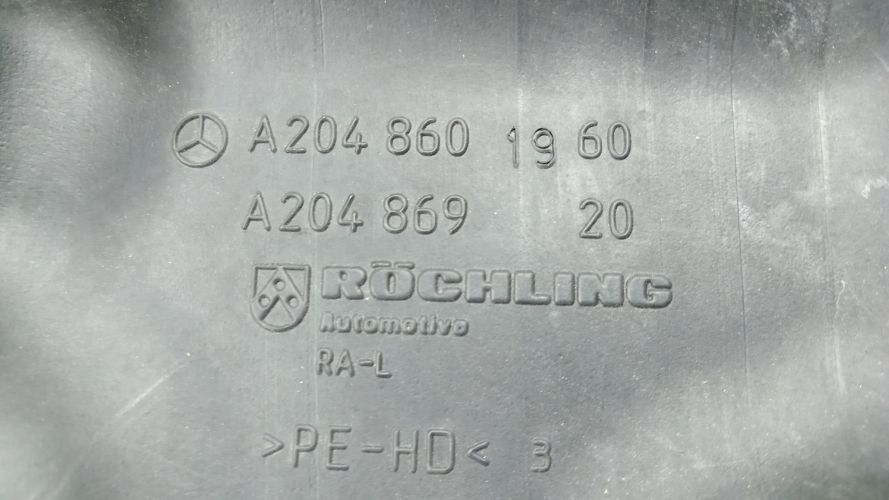 A204 860 19 60
A204 869 20
RÖCHLING
Automotive
RA-L
>PE-HD< 3